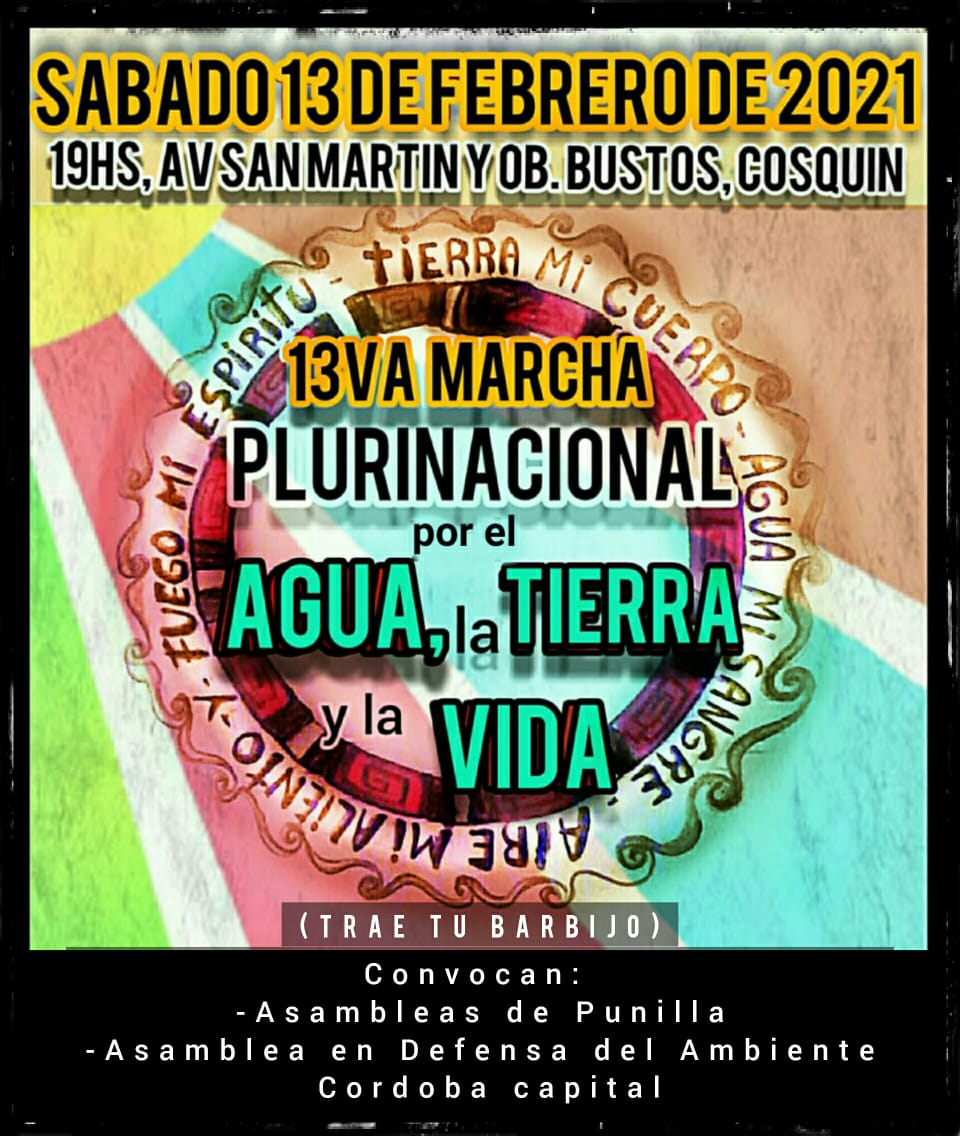 SABADO 13 DE FEBRERO DE 2021
19HS, AV SAN MARTIN Y OB. BUSTOS, COSQUIN
TIERRA Mi CUERPO - AGUA Mi SANGRE - AIRE Mi ALIENTO - Y - FUEGO Mi ESPíRITU -
13VA MARCHA
PLURINACIONAL
por el
AGUA, la TIERRA
y la VIDA
(TRAE TU BARBIJO)
Convocan:
-Asambleas de Punilla
-Asamblea en Defensa del Ambiente
Cordoba capital